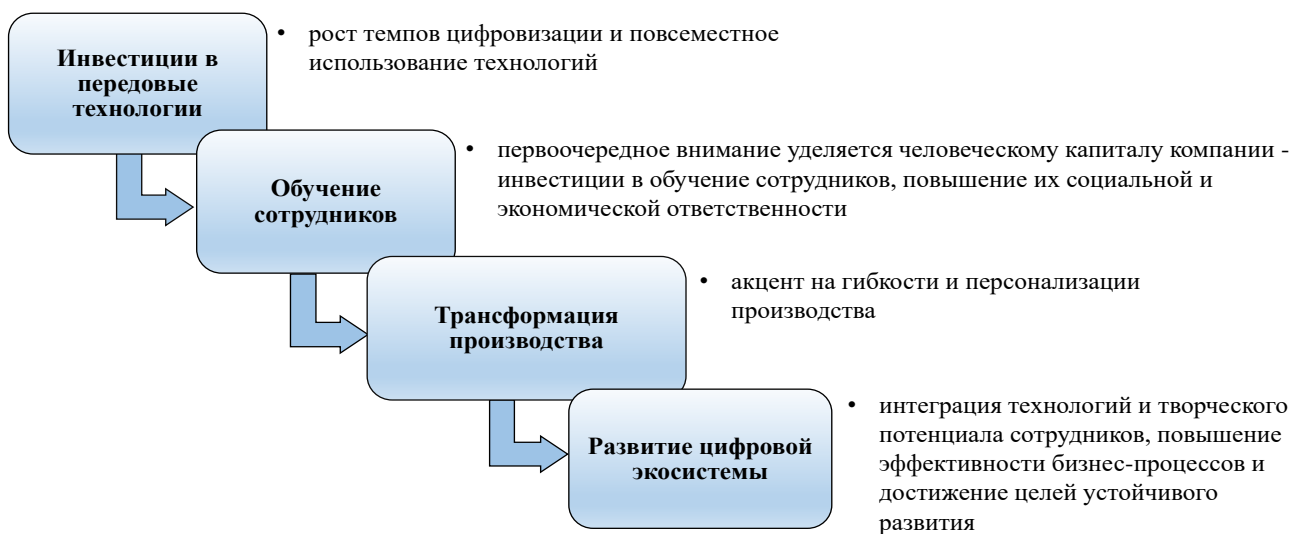 Инвестиции в
передовые
технологии
• рост темпов цифровизации и повсеместное
использование технологий
Обучение
сотрудников
• первоочередное внимание уделяется человеческому капиталу компании -
инвестиции в обучение сотрудников, повышение их социальной и
экономической ответственности
Трансформация
производства
• акцент на гибкости и персонализации
производства
Развитие цифровой
экосистемы
• интеграция технологий и творческого
потенциала сотрудников, повышение
эффективности бизнес-процессов и
достижение целей устойчивого
развития